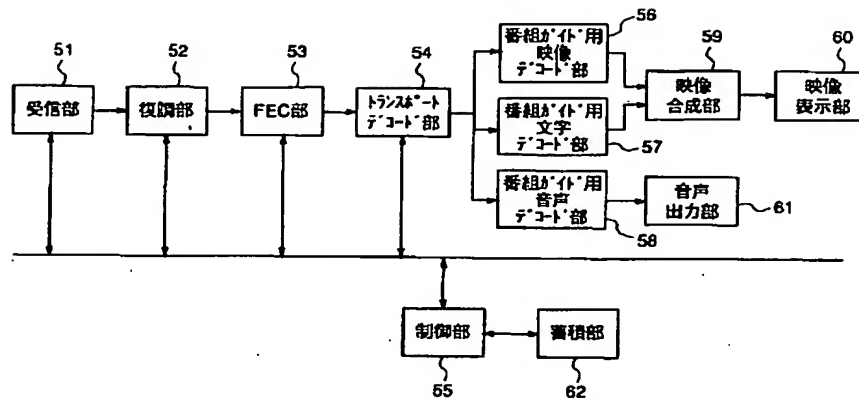 51
受信部
52
復調部
53
FEC部
54
トランスポート
デコード部
56
番組ガイド用
映像
デコード部
番組ガイド用
文字
デコード部
57
番組ガイド用
音声
デコード部
58
59
映像
合成部
60
映像
表示部
音声
出力部
61
制御部
55
蓄積部
62